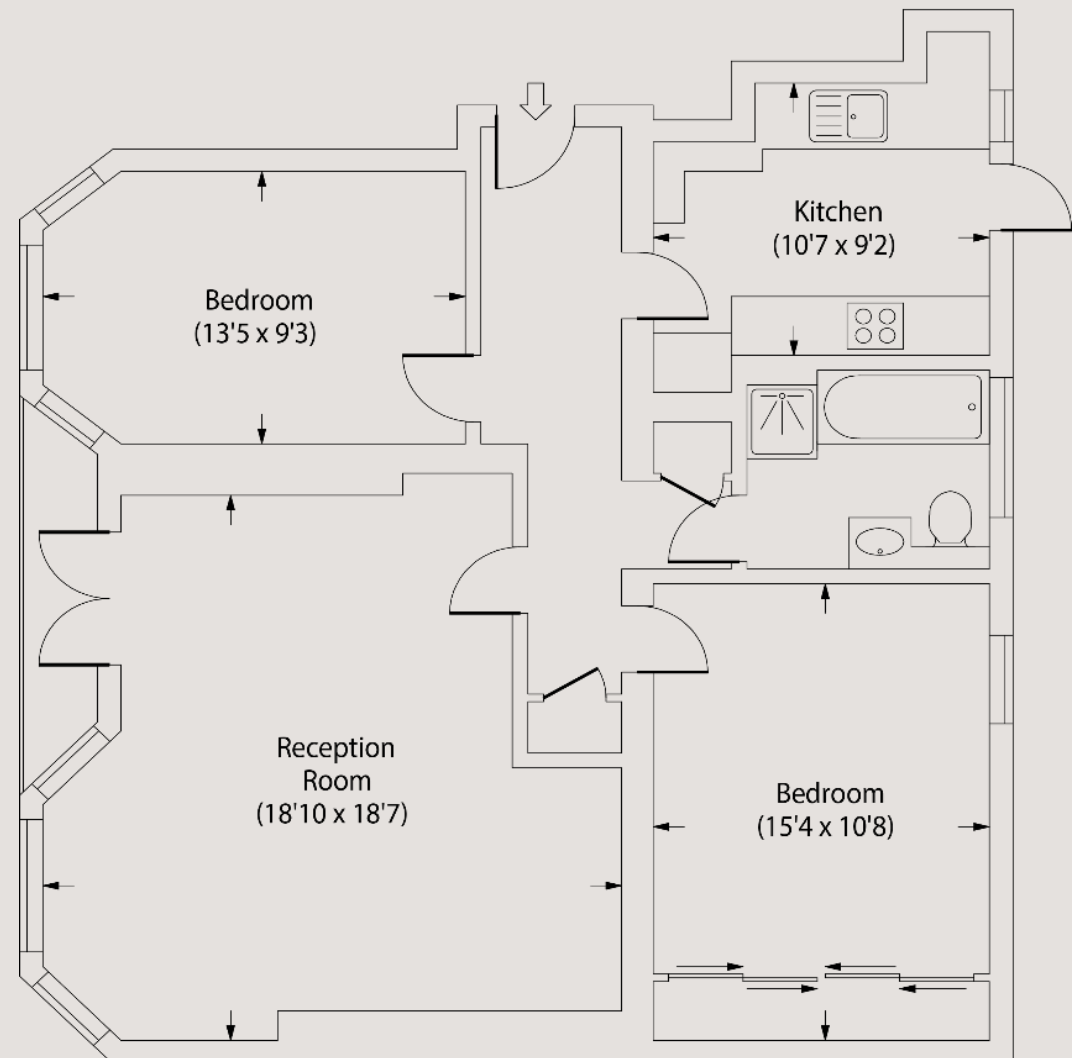 Kitchen
(10'7 x 9'2)
Bedroom
(13'5 x 9'3)
Reception
Room
(18'10 x 18'7)
Bedroom
(15'4 x 10'8)